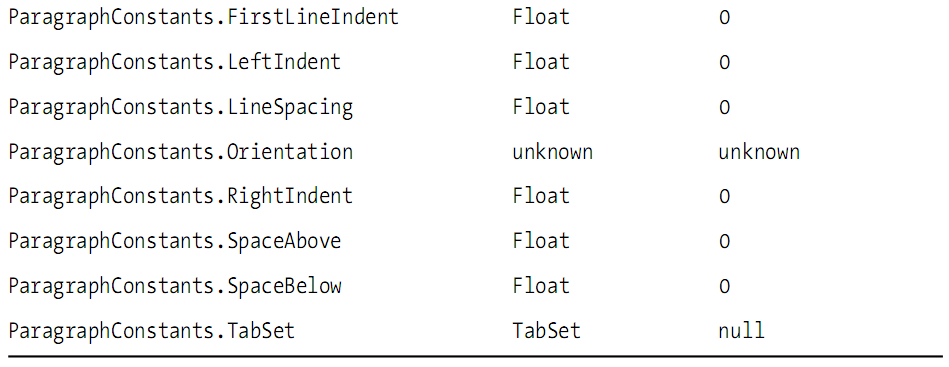 ParagraphConstants.FirstLineIndent Float 0
ParagraphConstants.LeftIndent Float 0
ParagraphConstants.LineSpacing Float 0
ParagraphConstants.Orientation unknown unknown
ParagraphConstants.RightIndent Float 0
ParagraphConstants.SpaceAbove Float 0
ParagraphConstants.SpaceBelow Float 0
ParagraphConstants.TabSet TabSet null